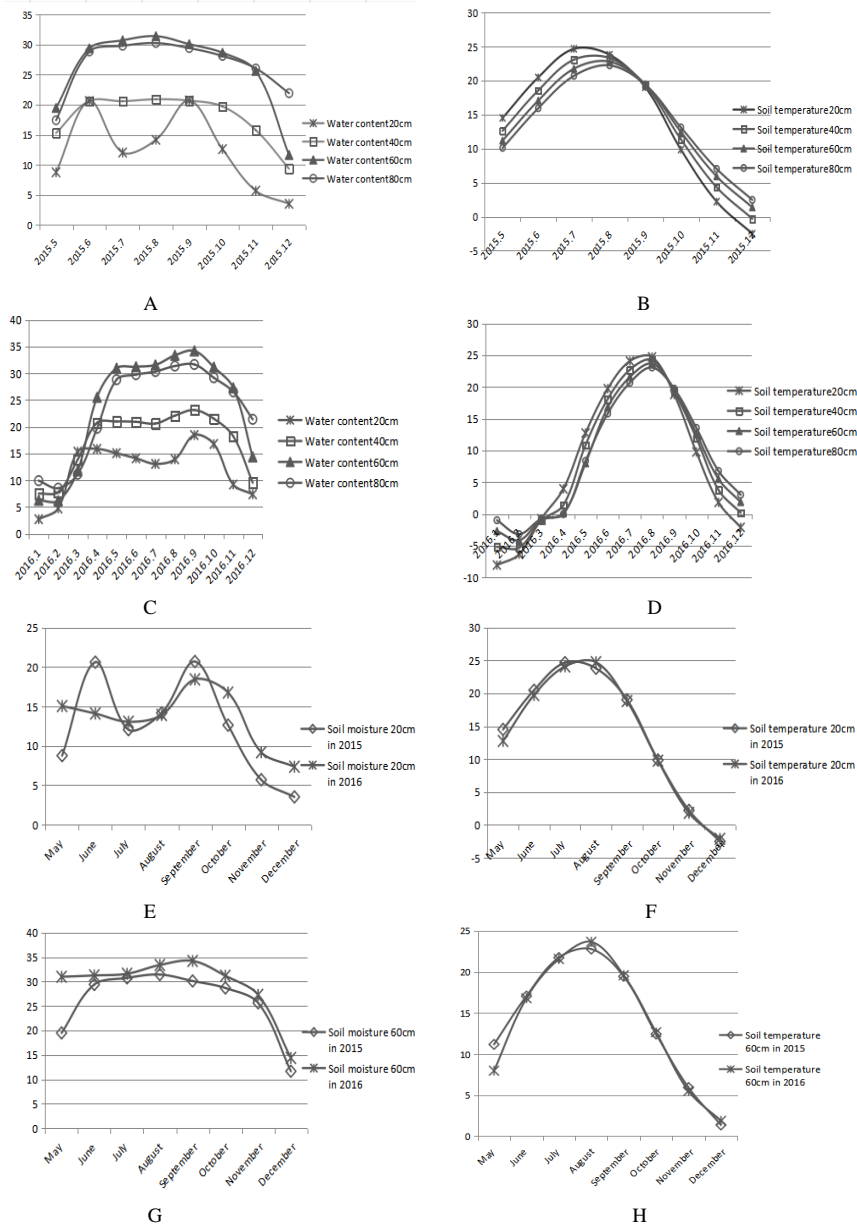 35
30
25
20
15
10
5
0
2015.5
2015.6
2015.7
2015.8
2015.9
2015.10
2015.11
2015.12
Water content20cm
Water content40cm
Water content60cm
Water content80cm
A
30
25
20
15
10
5
0
-5
2015.5
2015.6
2015.7
2015.8
2015.9
2015.10
2015.11
2015.12
Soil temperature20cm
Soil temperature40cm
Soil temperature60cm
Soil temperature80cm
B
40
35
30
25
20
15
10
5
0
2016.1
2016.2
2016.3
2016.4
2016.5
2016.6
2016.7
2016.8
2016.9
2016.10
2016.11
2016.12
Water content20cm
Water content40cm
Water content60cm
Water content80cm
C
30
25
20
15
10
5
0
-5
-10
2016.1
2016.2
2016.3
2016.4
2016.5
2016.6
2016.7
2016.8
2016.9
2016.10
2016.11
2016.12
Soil temperature20cm
Soil temperature40cm
Soil temperature60cm
Soil temperature80cm
D
25
20
15
10
5
0
May
June
July
August
September
October
November
December
Soil moisture 20cm
in 2015
Soil moisture 20cm
in 2016
E
30
25
20
15
10
5
0
-5
May
June
July
August
September
October
November
December
Soil temperature 20cm
in 2015
Soil temperature 20cm
in 2016
F
40
35
30
25
20
15
10
5
0
May
June
July
August
September
October
November
December
Soil moisture 60cm
in 2015
Soil moisture 60cm
in 2016
G
25
20
15
10
5
0
May
June
July
August
September
October
November
December
Soil temperature
60cm in 2015
Soil temperature
60cm in 2016
H